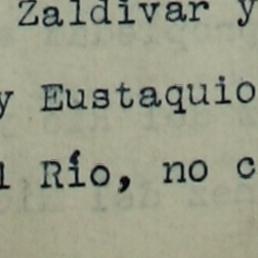 Zaldivar y
y Eustaquio
l Río, no c